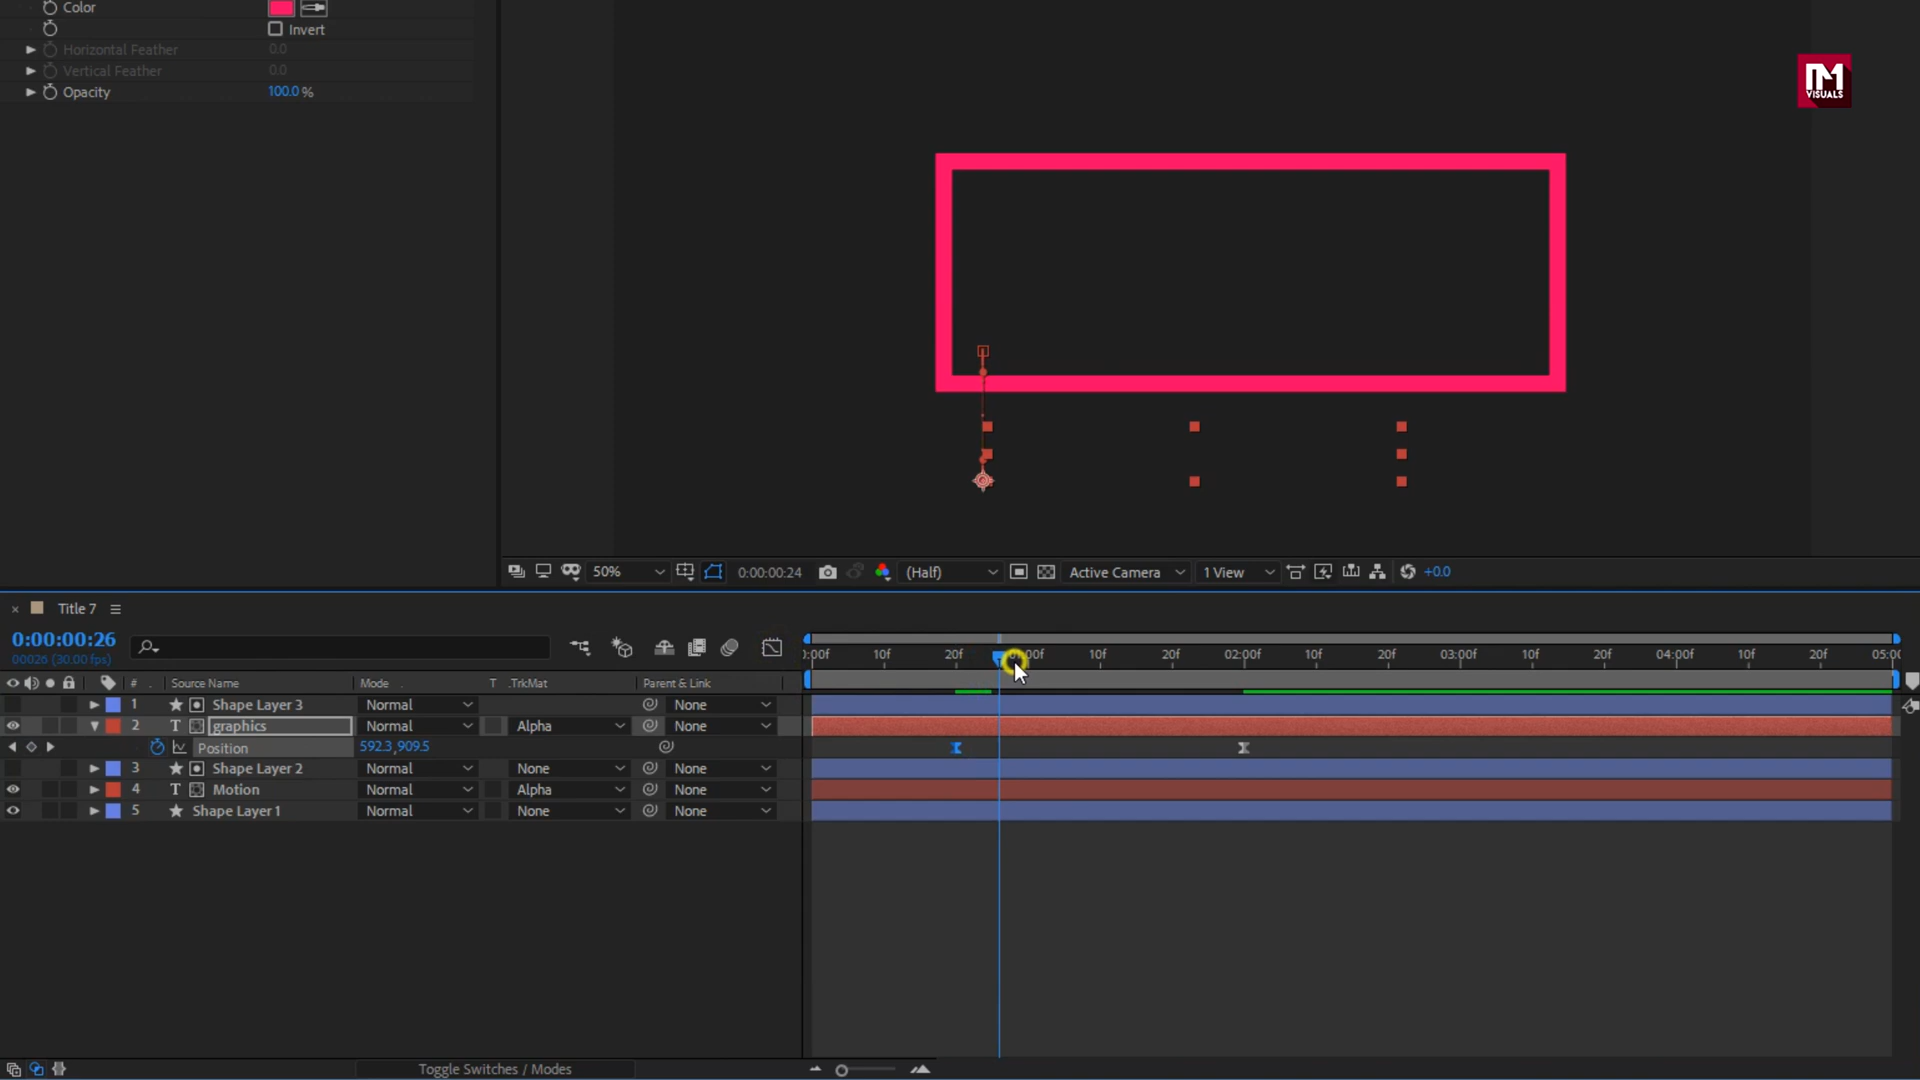 Color
Invert
Horizontal Feather 0.0
Vertical Feather 0.0
Opacity 100.0 %
M
VISUALS
50% 0:00:00:24 (Half) Active Camera 1 View +0.0
× Title 7
0:00:00:26
00026 (30.00 fps)
0:00f 10f 20f 01:00f 10f 20f 02:00f 10f 20f 03:00f 10f 20f 04:00f 10f 20f 05:00
# . Source Name Mode . T .TrkMat Parent & Link
1 Shape Layer 3 Normal None
2 T graphics Normal Alpha None
Position 592.3,909.5
3 Shape Layer 2 Normal None None
4 T Motion Normal Alpha None
5 Shape Layer 1 Normal None None
Toggle Switches / Modes